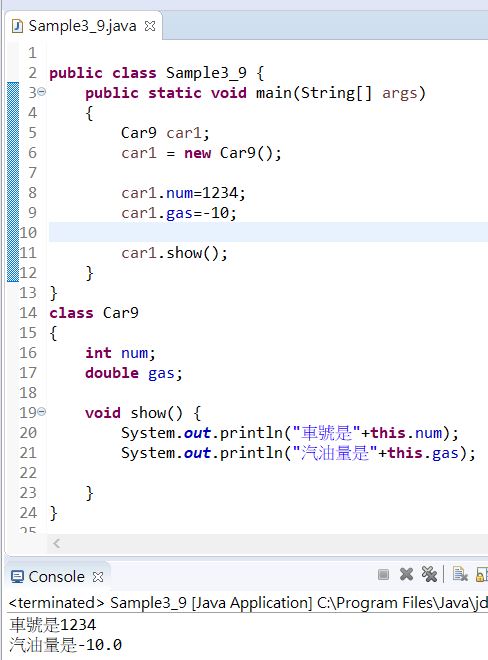 Sample3_9.java
1
2 public class Sample3_9 {
3 public static void main(String[] args)
4 {
5 Car9 car1;
6 car1 = new Car9();
7
8 car1.num=1234;
9 car1.gas=-10;
10
11 car1.show();
12 }
13 }
14 class Car9
15 {
16 int num;
17 double gas;
18
19 void show() {
20 System.out.println("車號是"+this.num);
21 System.out.println("汽油量是"+this.gas);
22
23 }
24 }
25
Console
<terminated> Sample3_9 [Java Application] C:\Program Files\Java\jd
車號是1234
汽油量是-10.0